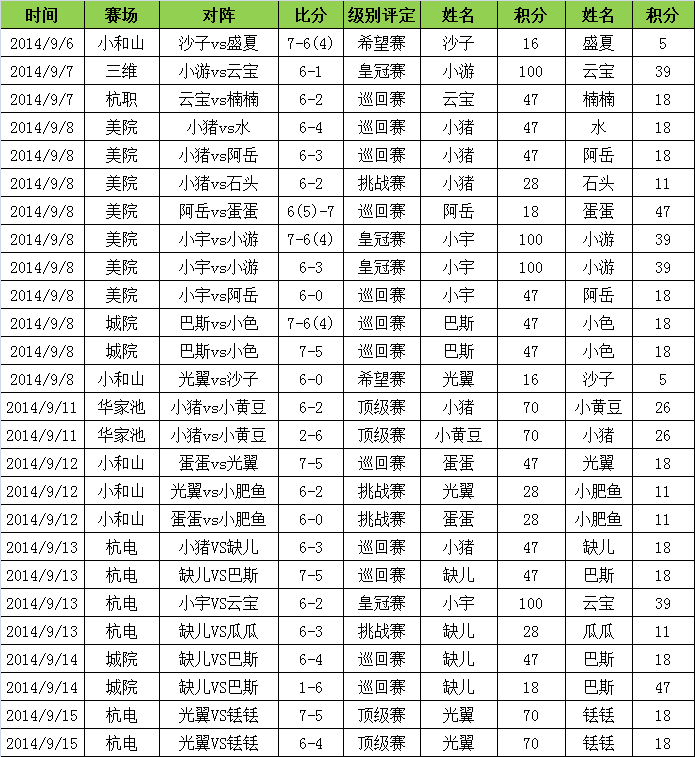 时间 赛场 对阵 比分 级别评定 姓名 积分 姓名 积分
2014/9/6 小和山 沙子vs盛夏 7-6(4) 希望赛 沙子 16 盛夏 5
2014/9/7 三维 小游vs云宝 6-1 皇冠赛 小游 100 云宝 39
2014/9/7 杭职 云宝vs楠楠 6-2 巡回赛 云宝 47 楠楠 18
2014/9/8 美院 小猪vs水 6-4 巡回赛 小猪 47 水 18
2014/9/8 美院 小猪vs阿岳 6-3 巡回赛 小猪 47 阿岳 18
2014/9/8 美院 小猪vs石头 6-2 挑战赛 小猪 28 石头 11
2014/9/8 美院 阿岳vs蛋蛋 6(5)-7 巡回赛 阿岳 18 蛋蛋 47
2014/9/8 美院 小宇vs小游 7-6(4) 皇冠赛 小宇 100 小游 39
2014/9/8 美院 小宇vs小游 6-3 皇冠赛 小宇 100 小游 39
2014/9/8 美院 小宇vs阿岳 6-0 巡回赛 小宇 47 阿岳 18
2014/9/8 城院 巴斯vs小色 7-6(4) 巡回赛 巴斯 47 小色 18
2014/9/8 城院 巴斯vs小色 7-5 巡回赛 巴斯 47 小色 18
2014/9/8 小和山 光翼vs沙子 6-0 希望赛 光翼 16 沙子 5
2014/9/11 华家池 小猪vs小黄豆 6-2 顶级赛 小猪 70 小黄豆 26
2014/9/11 华家池 小猪vs小黄豆 2-6 顶级赛 小黄豆 70 小猪 26
2014/9/12 小和山 蛋蛋vs光翼 7-5 巡回赛 蛋蛋 47 光翼 18
2014/9/12 小和山 光翼vs小肥鱼 6-2 挑战赛 光翼 28 小肥鱼 11
2014/9/12 小和山 蛋蛋vs小肥鱼 6-0 挑战赛 蛋蛋 28 小肥鱼 11
2014/9/13 杭电 小猪VS缺儿 6-3 巡回赛 小猪 47 缺儿 18
2014/9/13 杭电 缺儿VS巴斯 7-5 巡回赛 缺儿 47 巴斯 18
2014/9/13 杭电 小宇VS云宝 6-2 皇冠赛 小宇 100 云宝 39
2014/9/13 杭电 缺儿VS瓜瓜 6-3 挑战赛 缺儿 28 瓜瓜 11
2014/9/14 城院 缺儿VS巴斯 6-4 巡回赛 缺儿 47 巴斯 18
2014/9/14 城院 缺儿VS巴斯 1-6 巡回赛 缺儿 18 巴斯 47
2014/9/15 杭电 光翼VS铥铥 7-5 顶级赛 光翼 70 铥铥 18
2014/9/15 杭电 光翼VS铥铥 6-4 顶级赛 光翼 70 铥铥 18